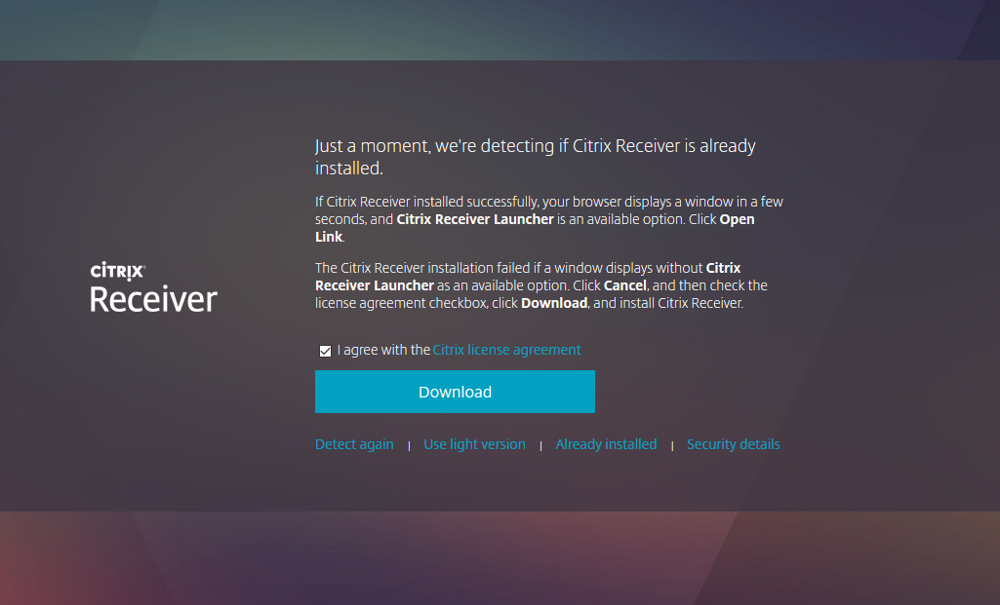 Just a moment, we're detecting if Citrix Receiver is already
installed.
If Citrix Receiver installed successfully, your browser displays a window in a few
seconds, and Citrix Receiver Launcher is an available option. Click Open
Link.
The Citrix Receiver installation failed if a window displays without Citrix
Receiver Launcher as an available option. Click Cancel, and then check the
license agreement checkbox, click Download, and install Citrix Receiver.
CITRIX
Receiver
I agree with the Citrix license agreement
Download
Detect again | Use light version | Already installed | Security details